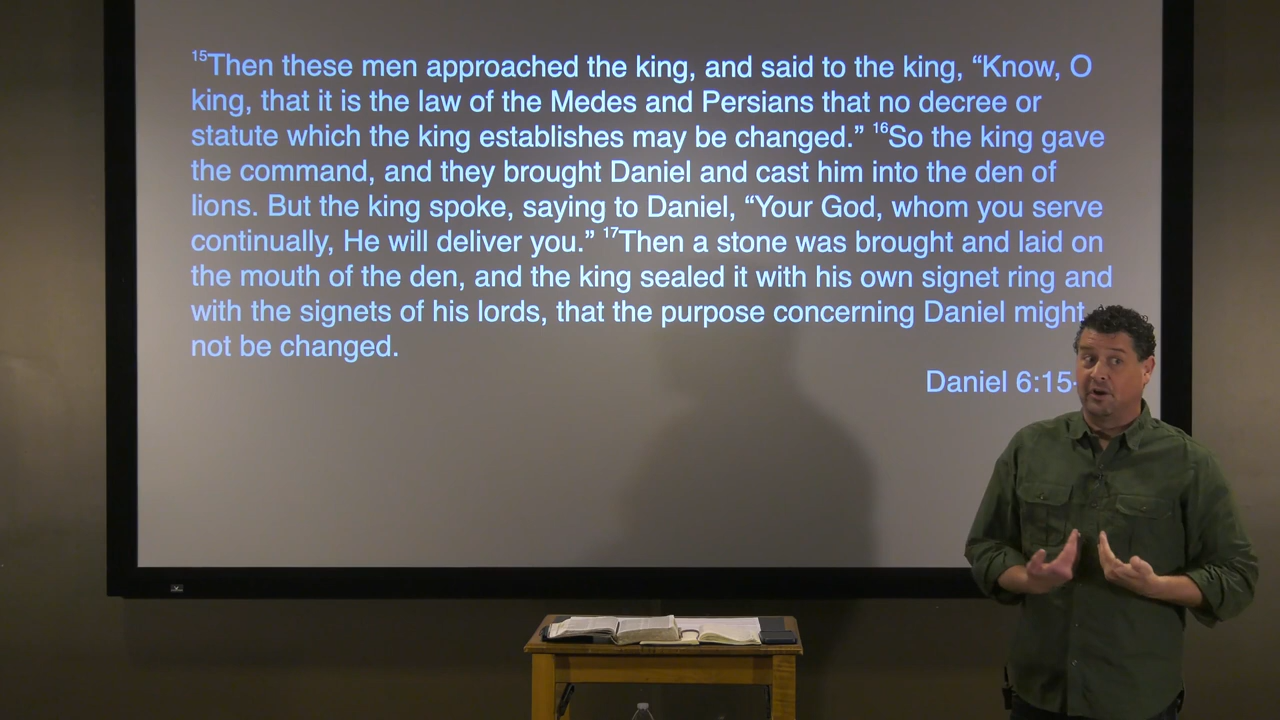 ¹⁵Then these men approached the king, and said to the king, “Know, O
king, that it is the law of the Medes and Persians that no decree or
statute which the king establishes may be changed.” ¹⁶So the king gave
the command, and they brought Daniel and cast him into the den of
lions. But the king spoke, saying to Daniel, “Your God, whom you serve
continually, He will deliver you.” ¹⁷Then a stone was brought and laid on
the mouth of the den, and the king sealed it with his own signet ring and
with the signets of his lords, that the purpose concerning Daniel might
not be changed.
Daniel 6:15-